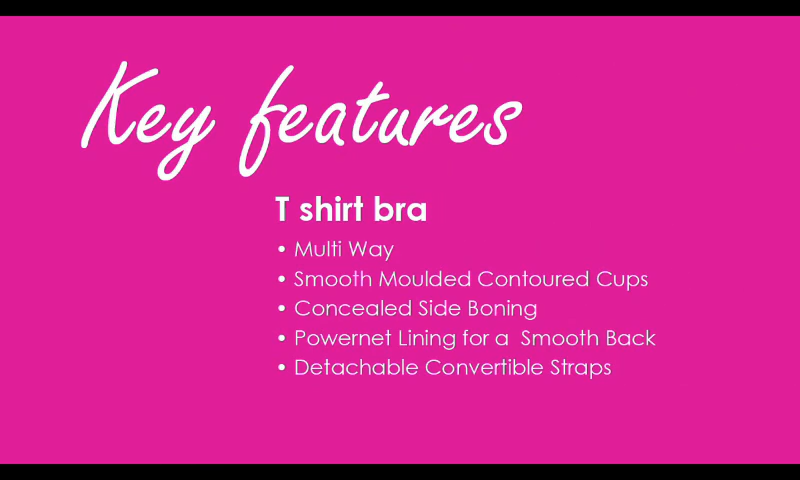 Key features
T shirt bra
• Multi Way
• Smooth Moulded Contoured Cups
• Concealed Side Boning
• Powernet Lining for a  Smooth Back
• Detachable Convertible Straps